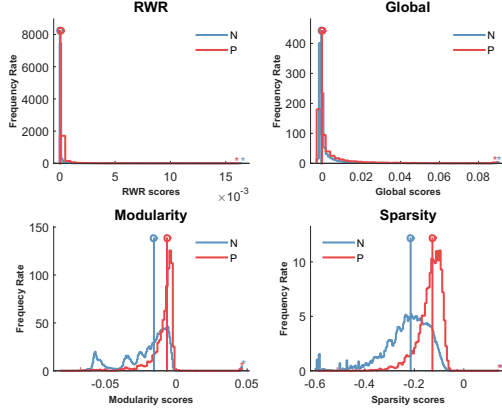 RWR
Global
8000
6000
4000
2000
0
Frequency Rate
N
P
0
5
10
15
RWR scores
×10⁻³
400
300
200
100
0
Frequency Rate
N
P
0
0.02
0.04
0.06
0.08
Global scores
Modularity
Sparsity
150
100
50
0
Frequecy Rate
N
P
-0.05
0
0.05
Modularity scores
10
5
0
Frequecy Rate
N
P
-0.6
-0.4
-0.2
0
Sparsity scores